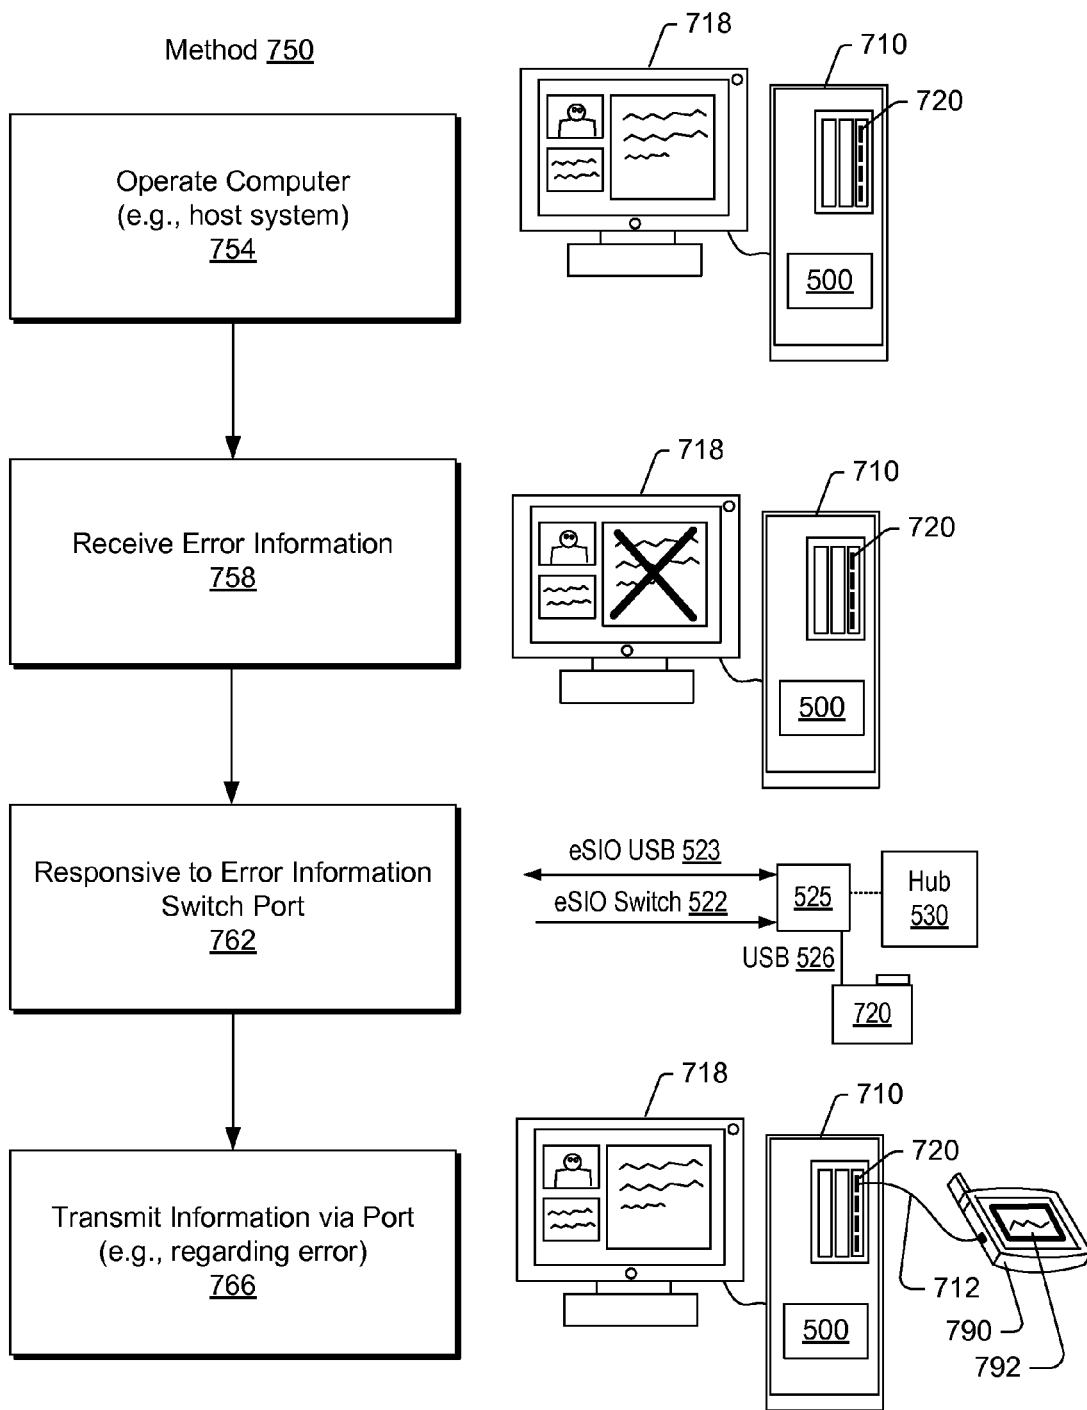 Method 750
718
710
720
Operate Computer
(e.g., host system)
754
500
718
710
720
Receive Error Information
758
500
eSIO USB 523
eSIO Switch 522
525
Hub
530
USB 526
720
Responsive to Error Information
Switch Port
762
718
710
720
Transmit Information via Port
(e.g., regarding error)
766
712
790
792
500